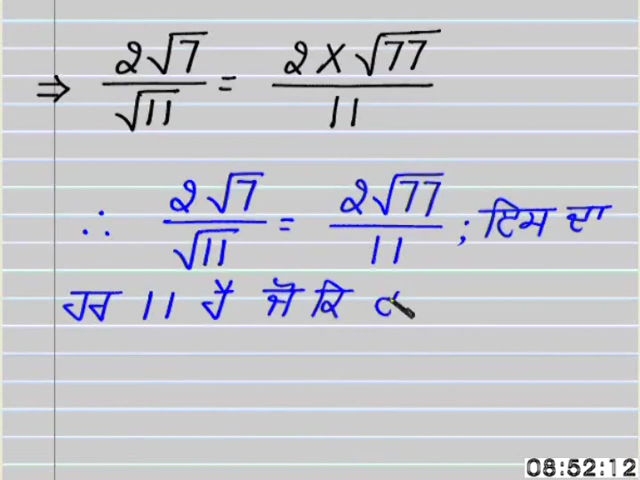 ⇒ 2√7/√11 = 2 × √77/11
∴ 2√7/√11 = 2√77/11 ; ਇਸ ਦਾ
ਹਰ 11 ਹੈ ਜੋ ਕਿ
08:52:12